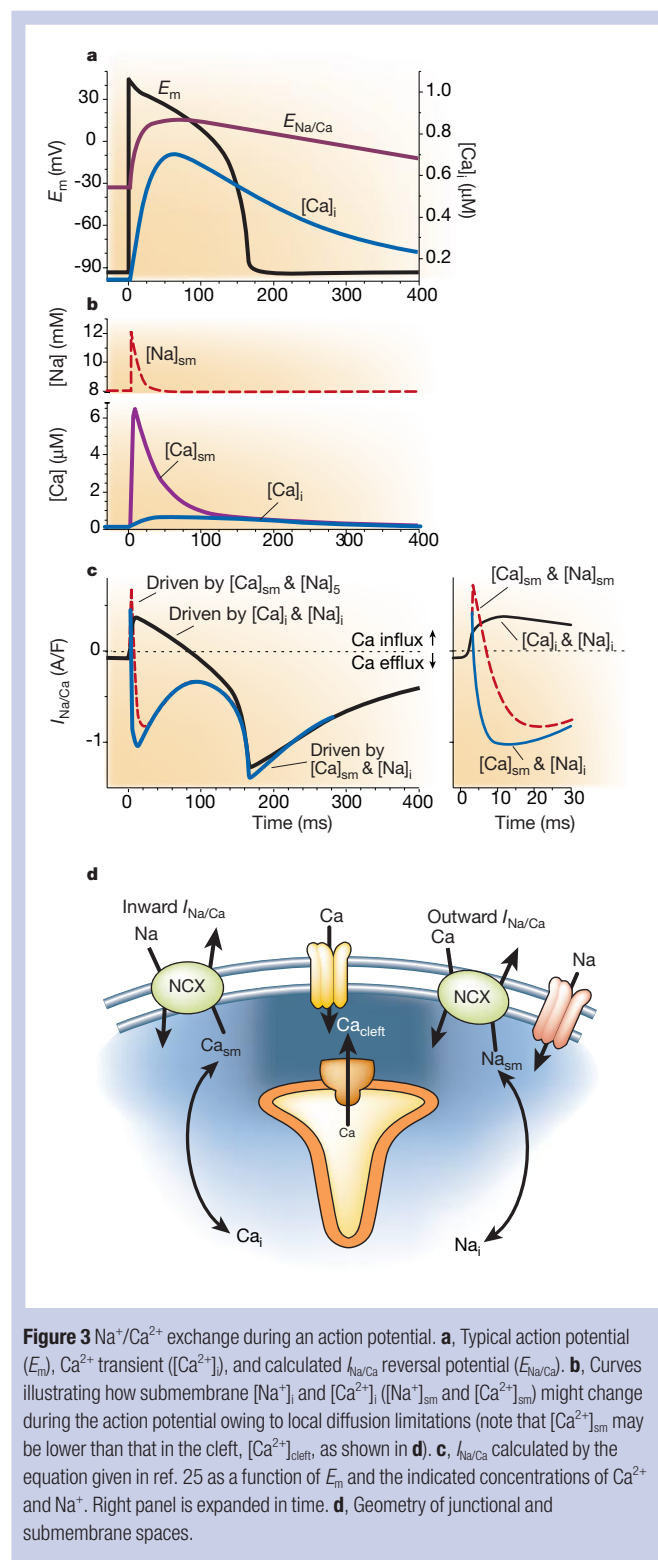 a
E_m
E_Na/Ca
[Ca]_i
E_m (mV)
30
0
-30
-60
-90
[Ca]_i (μM)
1.0
0.8
0.6
0.4
0.2
0 100 200 300 400
b
[Na] (mM)
12
10
8
[Na]_sm
[Ca] (μM)
6
4
2
0
[Ca]_sm
[Ca]_i
0 100 200 300 400
c
Driven by [Ca]_sm & [Na]_5
Driven by [Ca]_i & [Na]_i
Ca influx ↑
Ca efflux ↓
Driven by
[Ca]_sm & [Na]_i
I_Na/Ca (A/F)
0
-1
0 100 200 300 400
Time (ms)
[Ca]_sm & [Na]_sm
[Ca]_i & [Na]_i
[Ca]_sm & [Na]_i
0 10 20 30
Time (ms)
d
Inward I_Na/Ca
Na
NCX
Ca_sm
Ca_i
Ca
Ca_cleft
Ca
Outward I_Na/Ca
Ca
NCX
Na
Na_sm
Na_i
Figure 3 Na⁺/Ca²⁺ exchange during an action potential. a, Typical action potential
(E_m), Ca²⁺ transient ([Ca²⁺]_i), and calculated I_Na/Ca reversal potential (E_Na/Ca). b, Curves
illustrating how submembrane [Na⁺]_i and [Ca²⁺]_i ([Na⁺]_sm and [Ca²⁺]_sm) might change
during the action potential owing to local diffusion limitations (note that [Ca²⁺]_sm may
be lower than that in the cleft, [Ca²⁺]_cleft, as shown in d). c, I_Na/Ca calculated by the
equation given in ref. 25 as a function of E_m and the indicated concentrations of Ca²⁺
and Na⁺. Right panel is expanded in time. d, Geometry of junctional and
submembrane spaces.